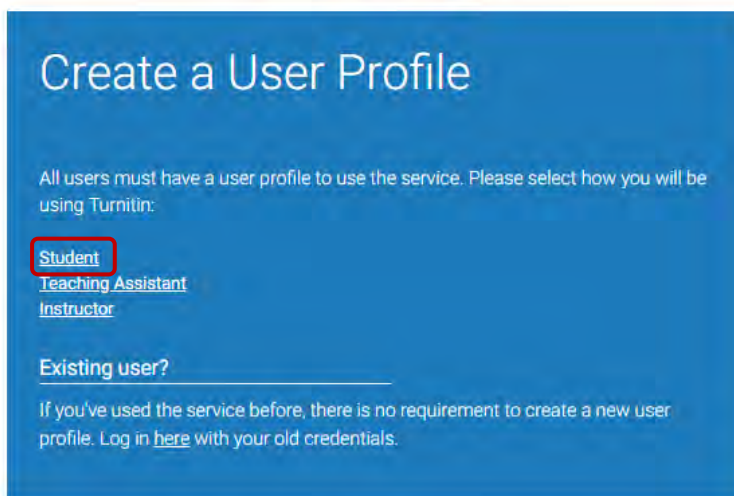 Create a User Profile
All users must have a user profile to use the service. Please select how you will be
using Turnitin:
Student
Teaching Assistant
Instructor
Existing user?
If you've used the service before, there is no requirement to create a new user
profile. Log in here with your old credentials.